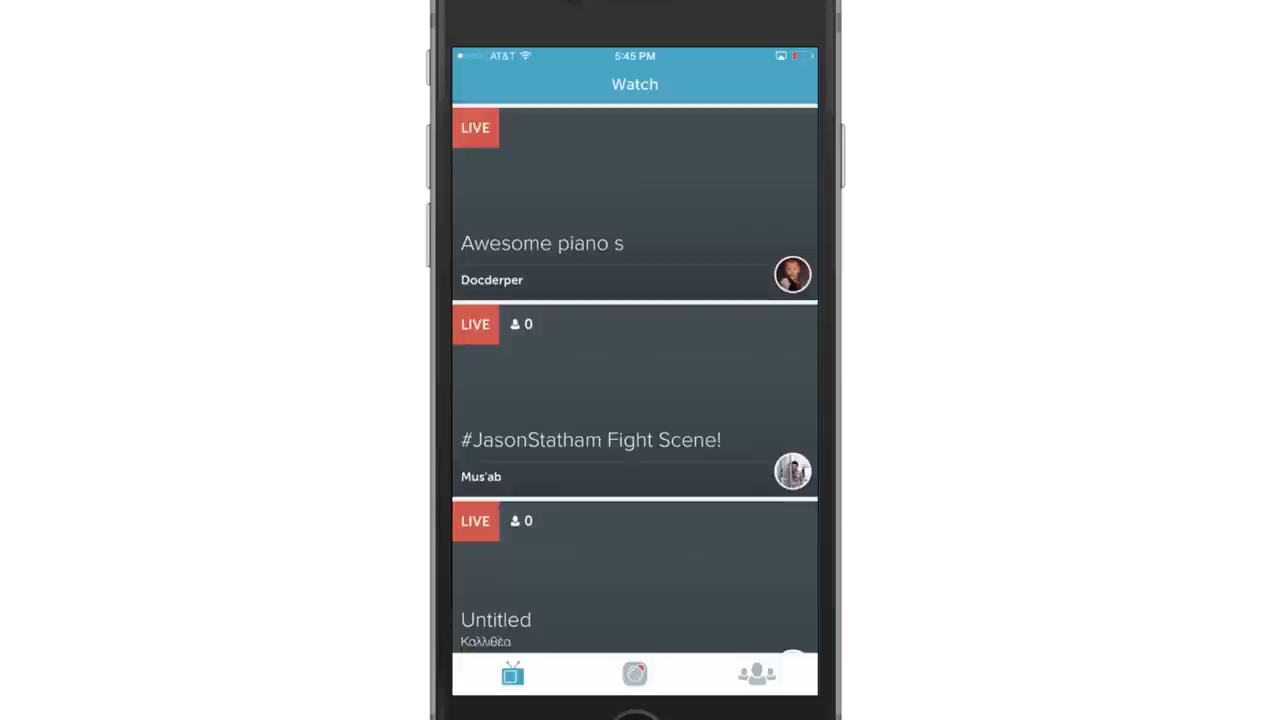 AT&T 5:45 PM
Watch
LIVE
Awesome piano s
Docderper
LIVE 0
#JasonStatham Fight Scene!
Mus'ab
LIVE 0
Untitled
Καλλιθέα